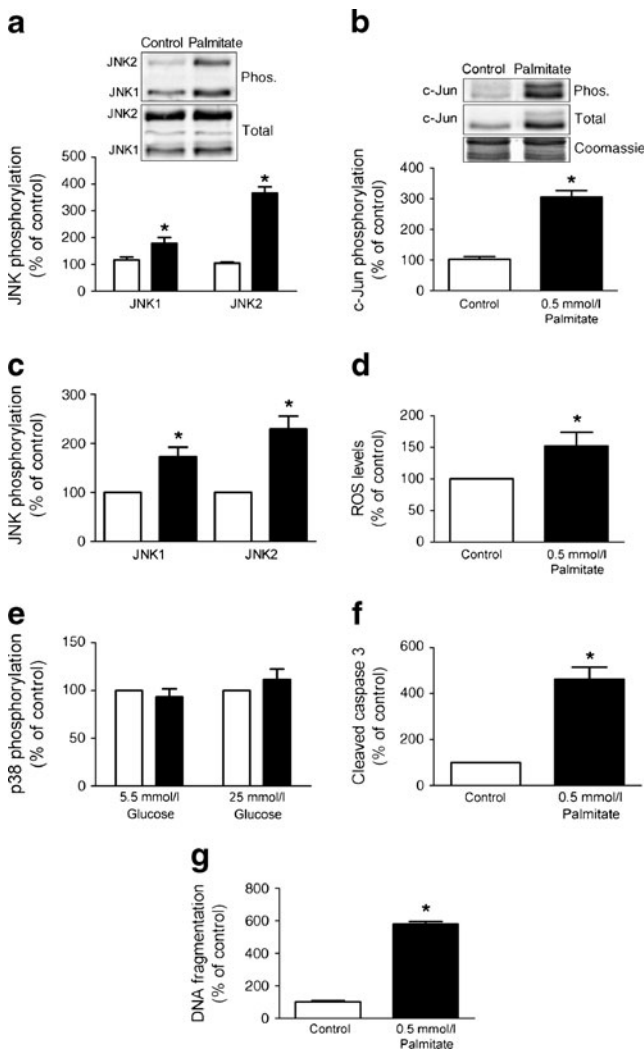 a
Control Palmitate
JNK2
Phos.
JNK1
JNK2
Total
JNK1
JNK phosphorylation
(% of control)
500
400
300
200
100
0
*
*
JNK1
JNK2
b
Control Palmitate
c-Jun
Phos.
c-Jun
Total
Coomassie
c-Jun phosphorylation
(% of control)
400
300
200
100
0
*
Control
0.5 mmol/l
Palmitate
c
JNK phosphorylation
(% of control)
300
200
100
0
*
*
JNK1
JNK2
d
ROS levels
(% of control)
200
150
100
50
0
*
Control
0.5 mmol/l
Palmitate
e
p38 phosphorylation
(% of control)
150
100
50
0
5.5 mmol/l
Glucose
25 mmol/l
Glucose
f
Cleaved caspase 3
(% of control)
600
400
200
0
*
Control
0.5 mmol/l
Palmitate
g
DNA fragmentation
(% of control)
800
600
400
200
0
*
Control
0 5 mmol/l
Palmitate